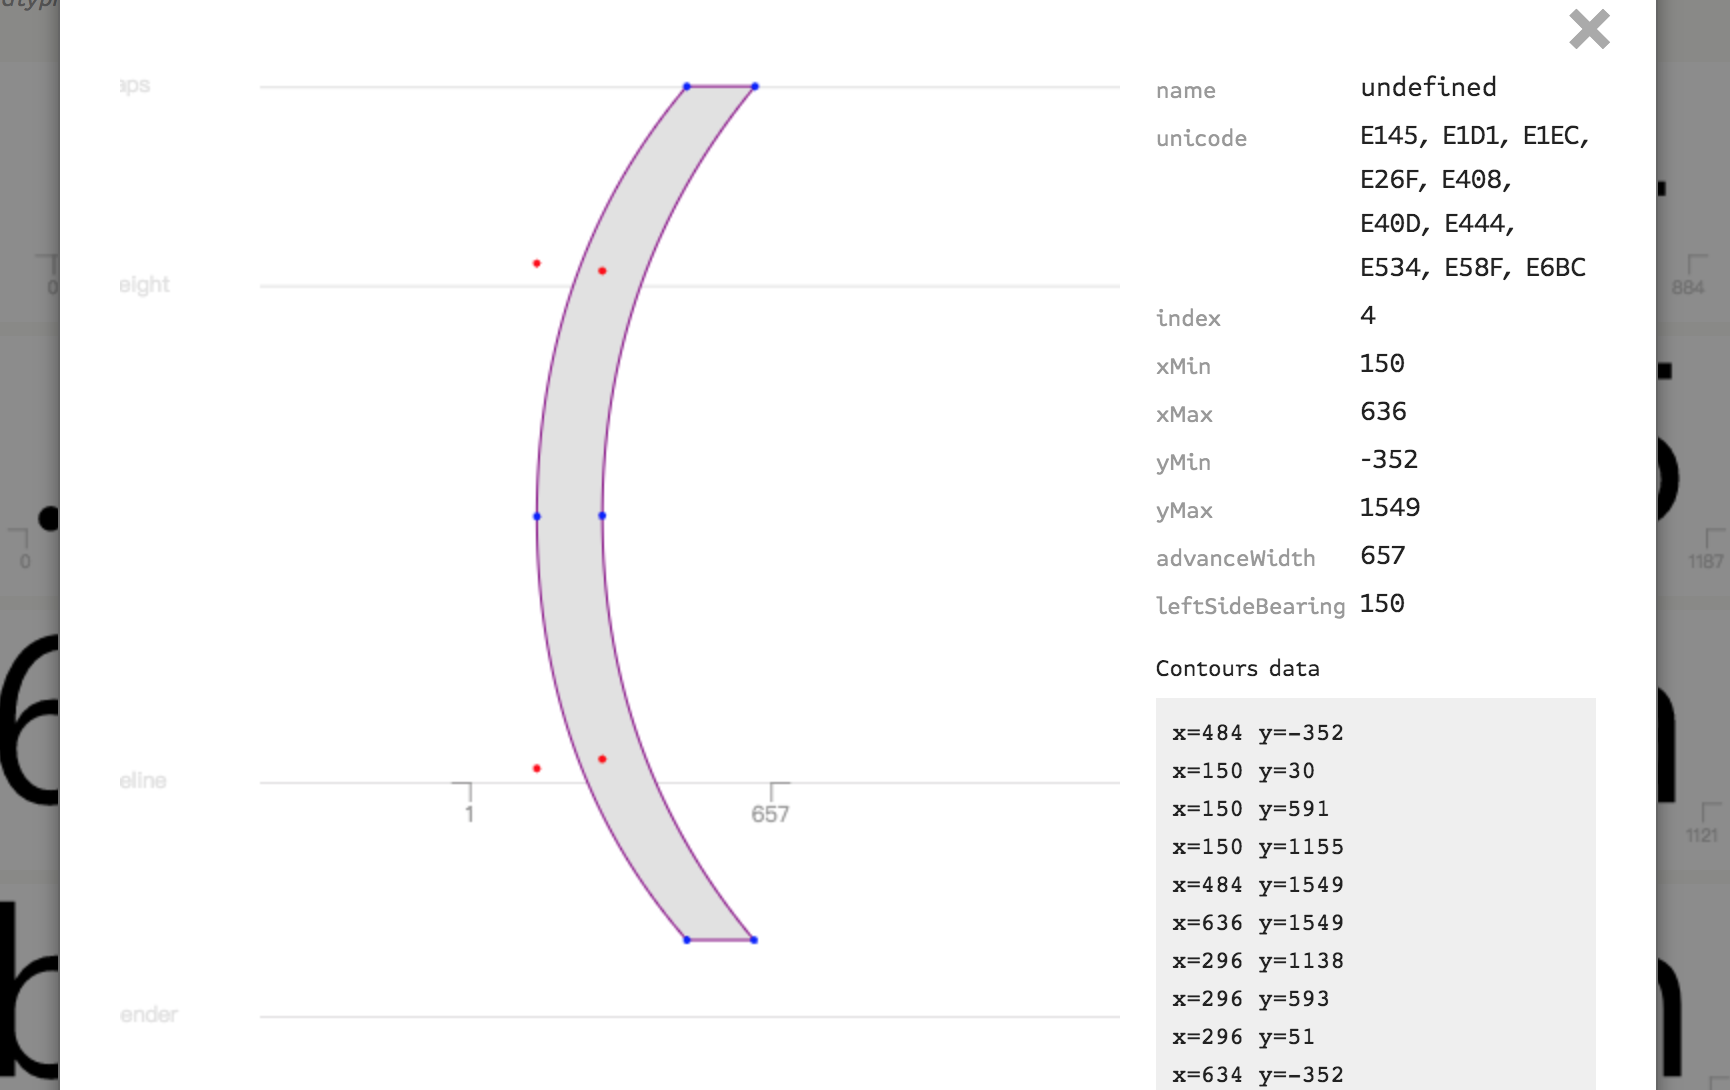 aps
eight
eline
1
657
ender
name undefined
unicode E145, E1D1, E1EC,
E26F, E408,
E40D, E444,
E534, E58F, E6BC
index 4
xMin 150
xMax 636
yMin -352
yMax 1549
advanceWidth 657
leftSideBearing 150
Contours data
x=484 y=-352
x=150 y=30
x=150 y=591
x=150 y=1155
x=484 y=1549
x=636 y=1549
x=296 y=1138
x=296 y=593
x=296 y=51
x=634 y=-352
0
0
6
b
884
1187
1121